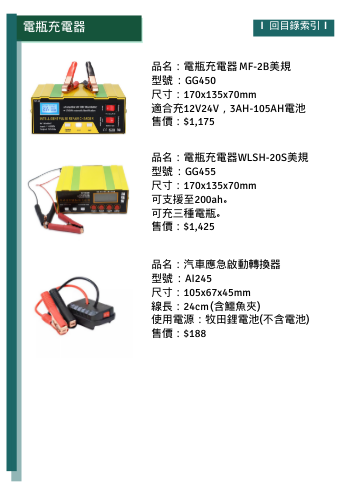 電瓶充電器
I 回目錄索引 I
品名：電瓶充電器 MF-2B美規
型號：GG450
尺寸：170x135x70mm
適合充12V24V，3AH-105AH電池
售價：$1,175
品名：電瓶充電器WLSH-20S美規
型號：GG455
尺寸：170x135x70mm
可支援至200ah。
可充三種電瓶。
售價：$1,425
品名：汽車應急啟動轉換器
型號：AI245
尺寸：105x67x45mm
線長：24cm(含鱷魚夾)
使用電源：牧田鋰電池(不含電池)
售價：$188